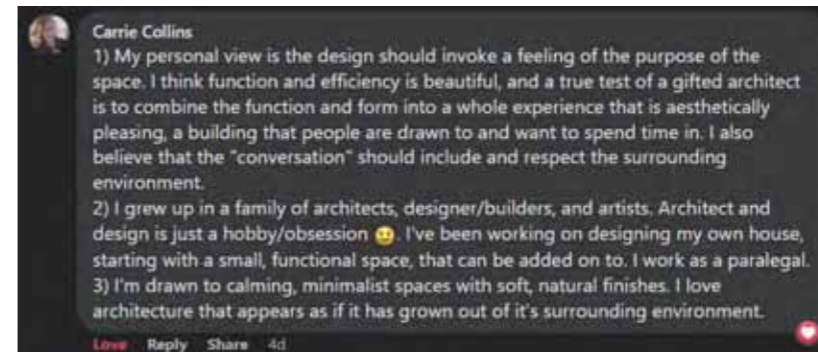 Carrie Collins
1) My personal view is the design should invoke a feeling of the purpose of the
space. I think function and efficiency is beautiful, and a true test of a gifted architect
is to combine the function and form into a whole experience that is aesthetically
pleasing, a building that people are drawn to and want to spend time in. I also
believe that the "conversation" should include and respect the surrounding
environment.
2) I grew up in a family of architects, designer/builders, and artists. Architect and
design is just a hobby/obsession 🙂. I've been working on designing my own house,
starting with a small, functional space, that can be added on to. I work as a paralegal.
3) I'm drawn to calming, minimalist spaces with soft, natural finishes. I love
architecture that appears as if it has grown out of it's surrounding environment.
Love Reply Share 4d